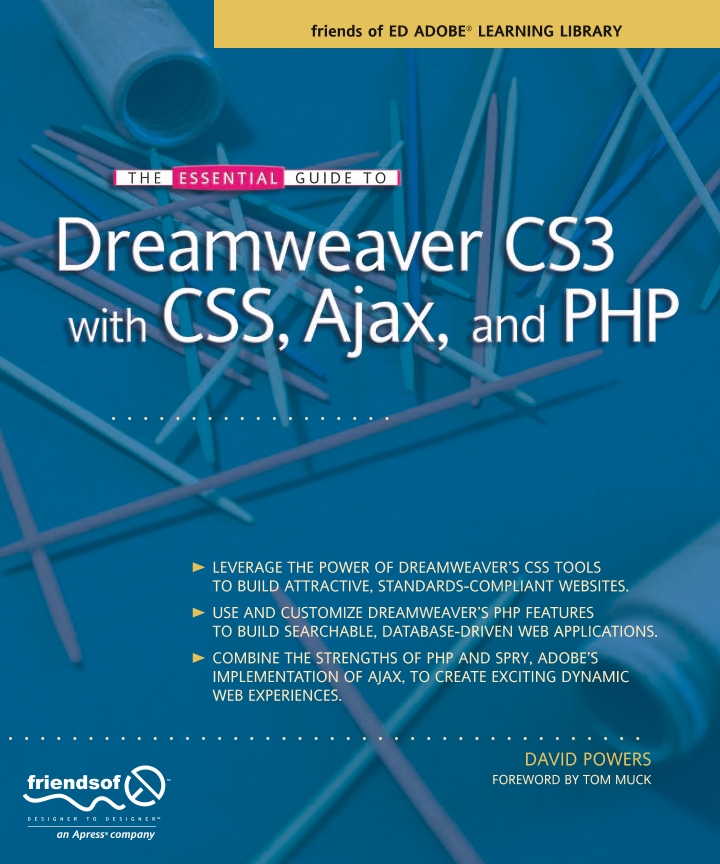 friends of ED ADOBE® LEARNING LIBRARY
THE ESSENTIAL GUIDE TO
Dreamweaver CS3
with CSS, Ajax, and PHP
► LEVERAGE THE POWER OF DREAMWEAVER'S CSS TOOLS
TO BUILD ATTRACTIVE, STANDARDS-COMPLIANT WEBSITES.
► USE AND CUSTOMIZE DREAMWEAVER'S PHP FEATURES
TO BUILD SEARCHABLE, DATABASE-DRIVEN WEB APPLICATIONS.
► COMBINE THE STRENGTHS OF PHP AND SPRY, ADOBE'S
IMPLEMENTATION OF AJAX, TO CREATE EXCITING DYNAMIC
WEB EXPERIENCES.
DAVID POWERS
FOREWORD BY TOM MUCK
friendsof™
DESIGNER TO DESIGNER™
an Apress® company